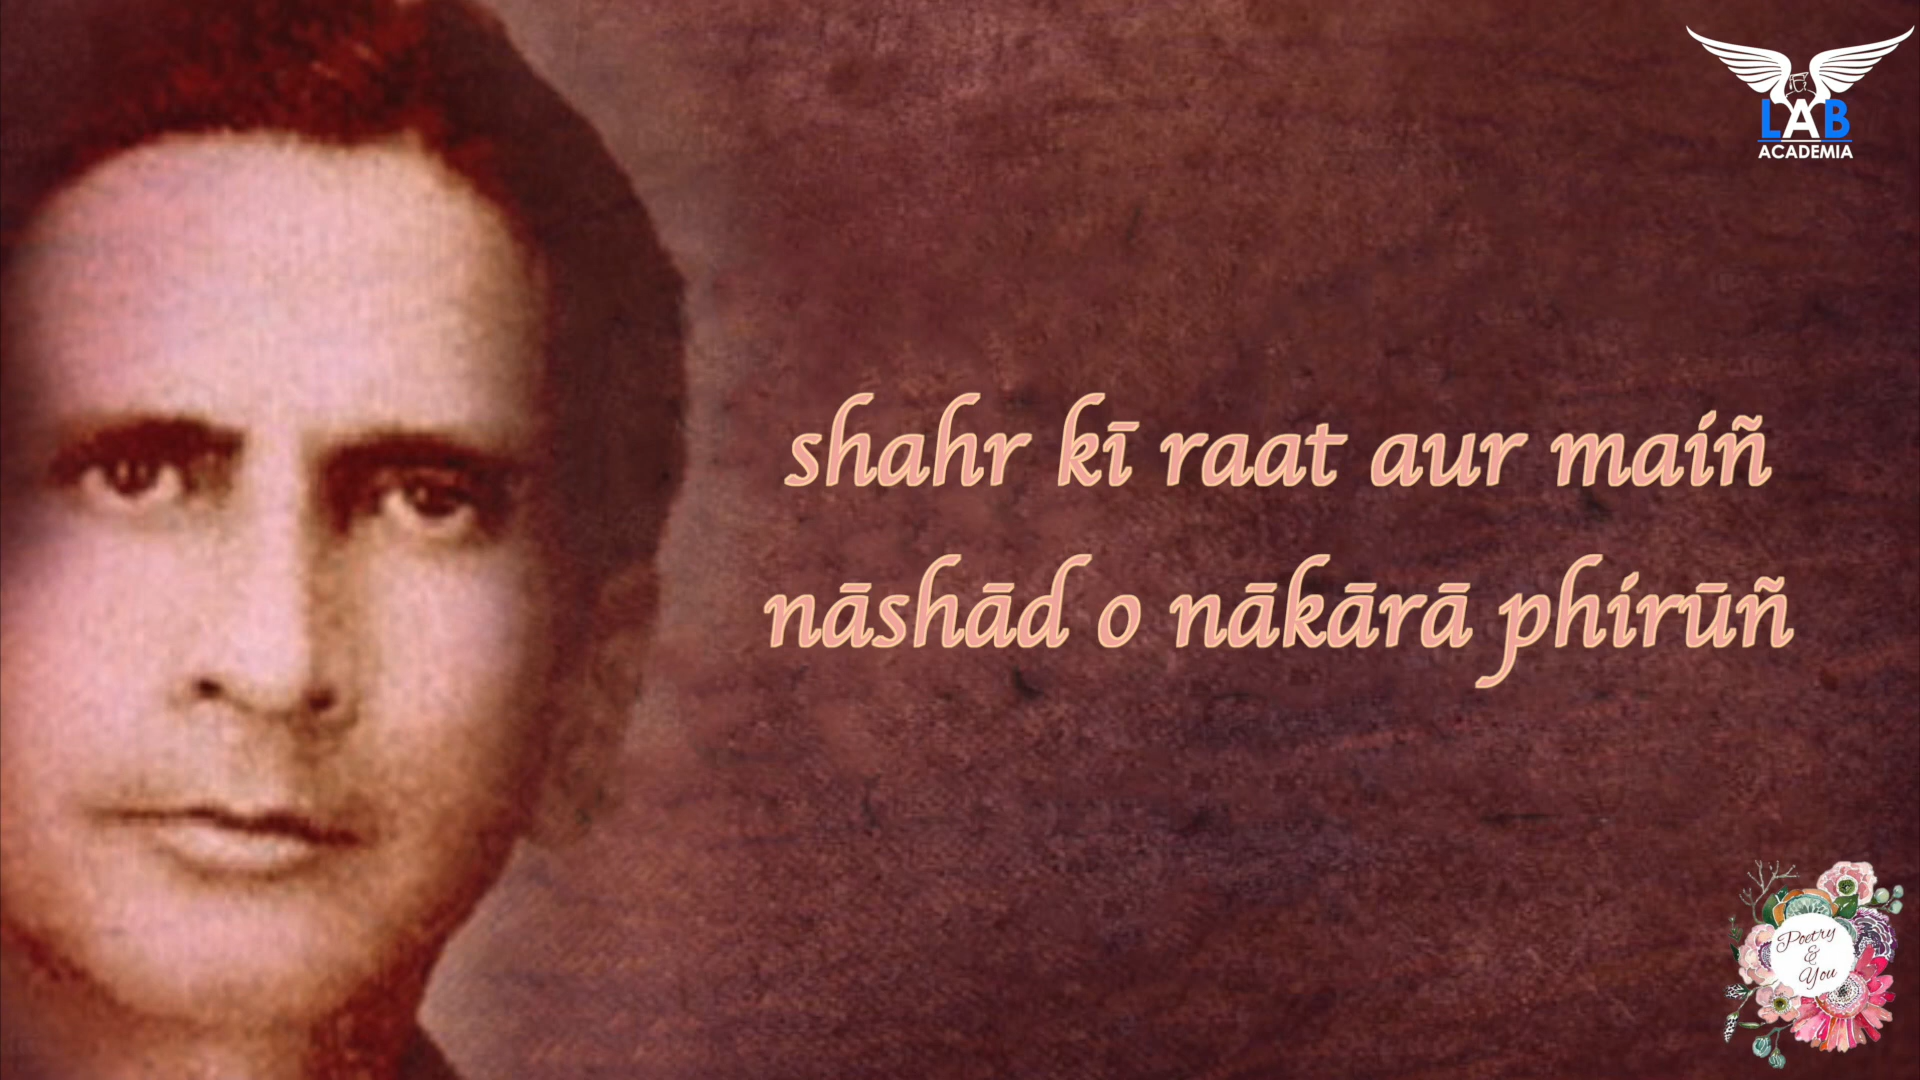 LAB
ACADEMIA
shahr kī raat aur maiñ
nāshād o nākārā phirūñ
Poetry
&
You